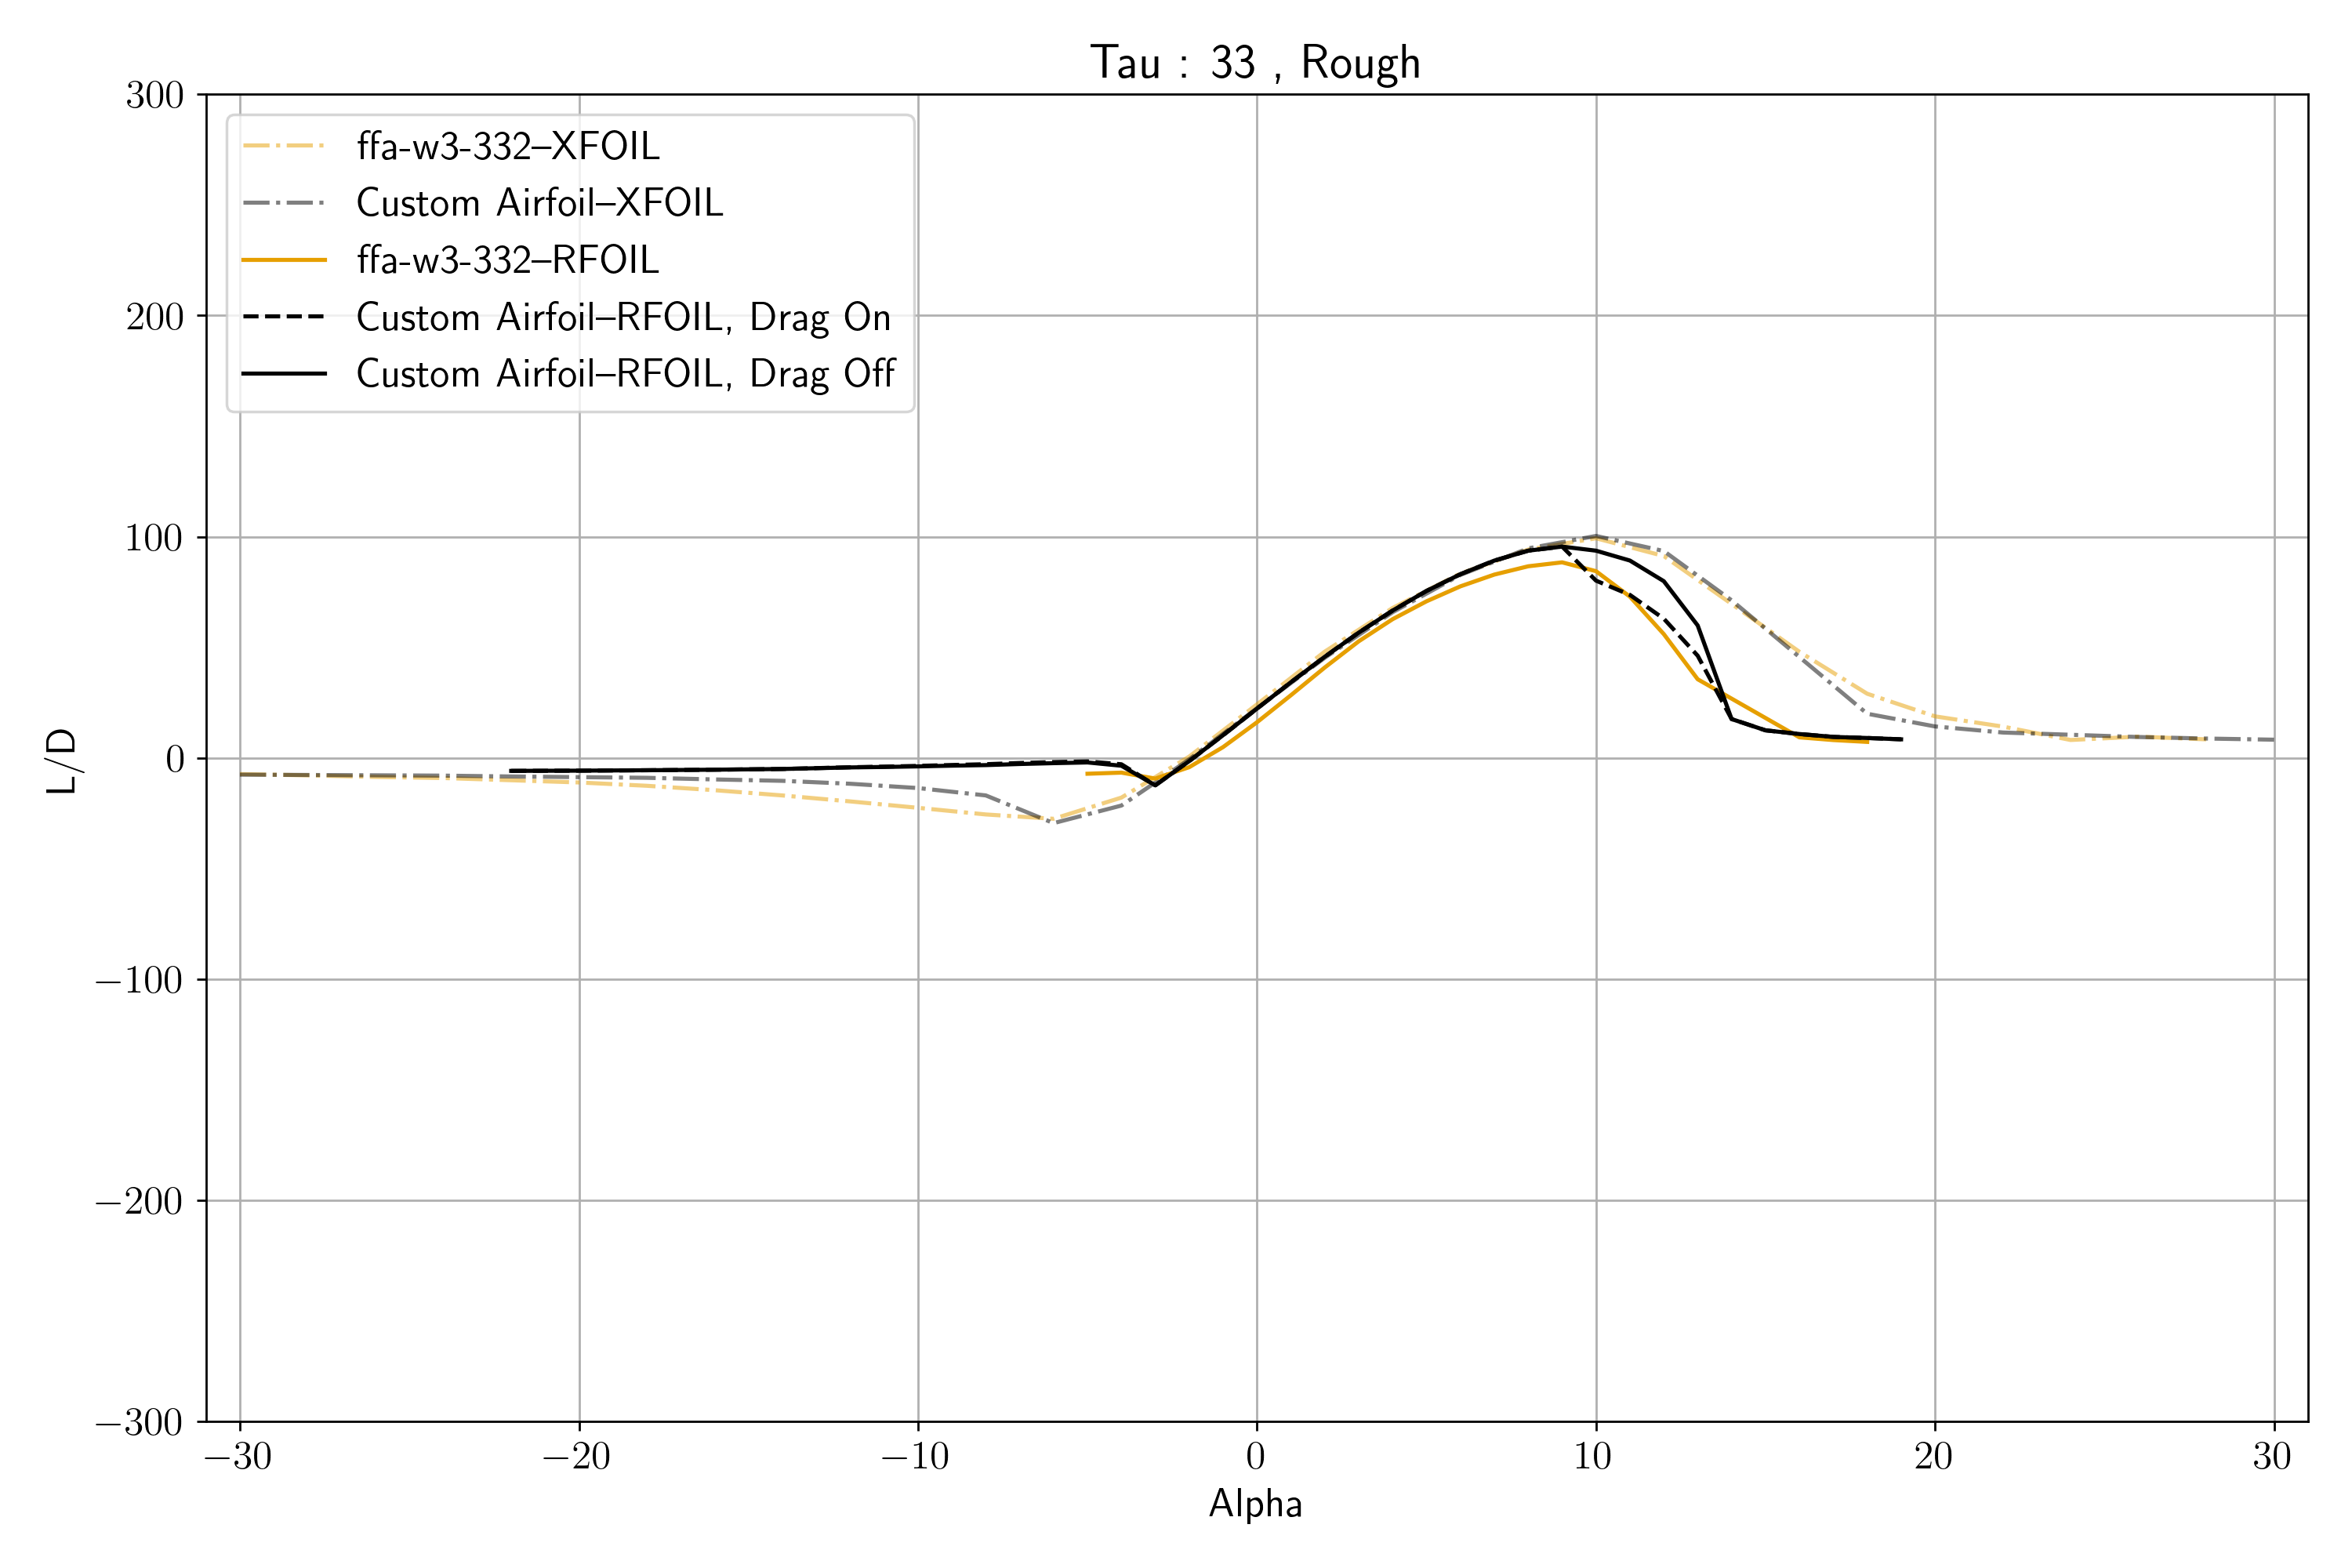 Tau : 33 , Rough
300
200
100
0
−100
−200
−300
L/D
ffa-w3-332–XFOIL
Custom Airfoil–XFOIL
ffa-w3-332–RFOIL
Custom Airfoil–RFOIL, Drag On
Custom Airfoil–RFOIL, Drag Off
−30 −20 −10 0 10 20 30
Alpha